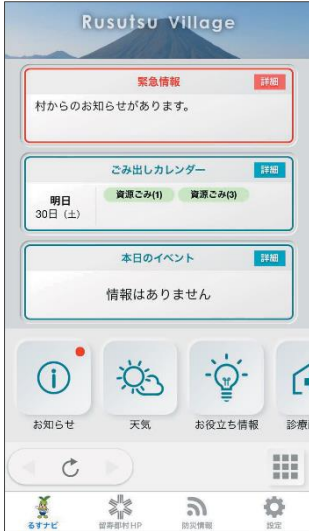 Rusutsu Village
緊急情報
詳細
村からのお知らせがあります。
ごみ出しカレンダー
詳細
明日
30日（土）
資源ごみ(1)
資源ごみ(3)
本日のイベント
詳細
情報はありません
お知らせ
天気
お役立ち情報
診療
るすナビ
留寿都村HP
防災情報
設定